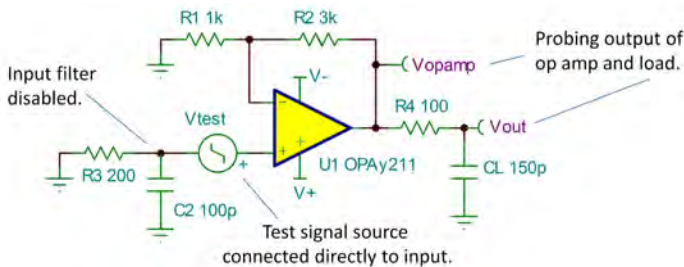 R1 1k
R2 3k
Probing output of
op amp and load.
Vopamp
Input filter
disabled.
V-
R4 100
Vout
Vtest
-
+
+
+
R3 200
U1 OPAy211
CL 150p
V+
C2 100p
Test signal source
connected directly to input.